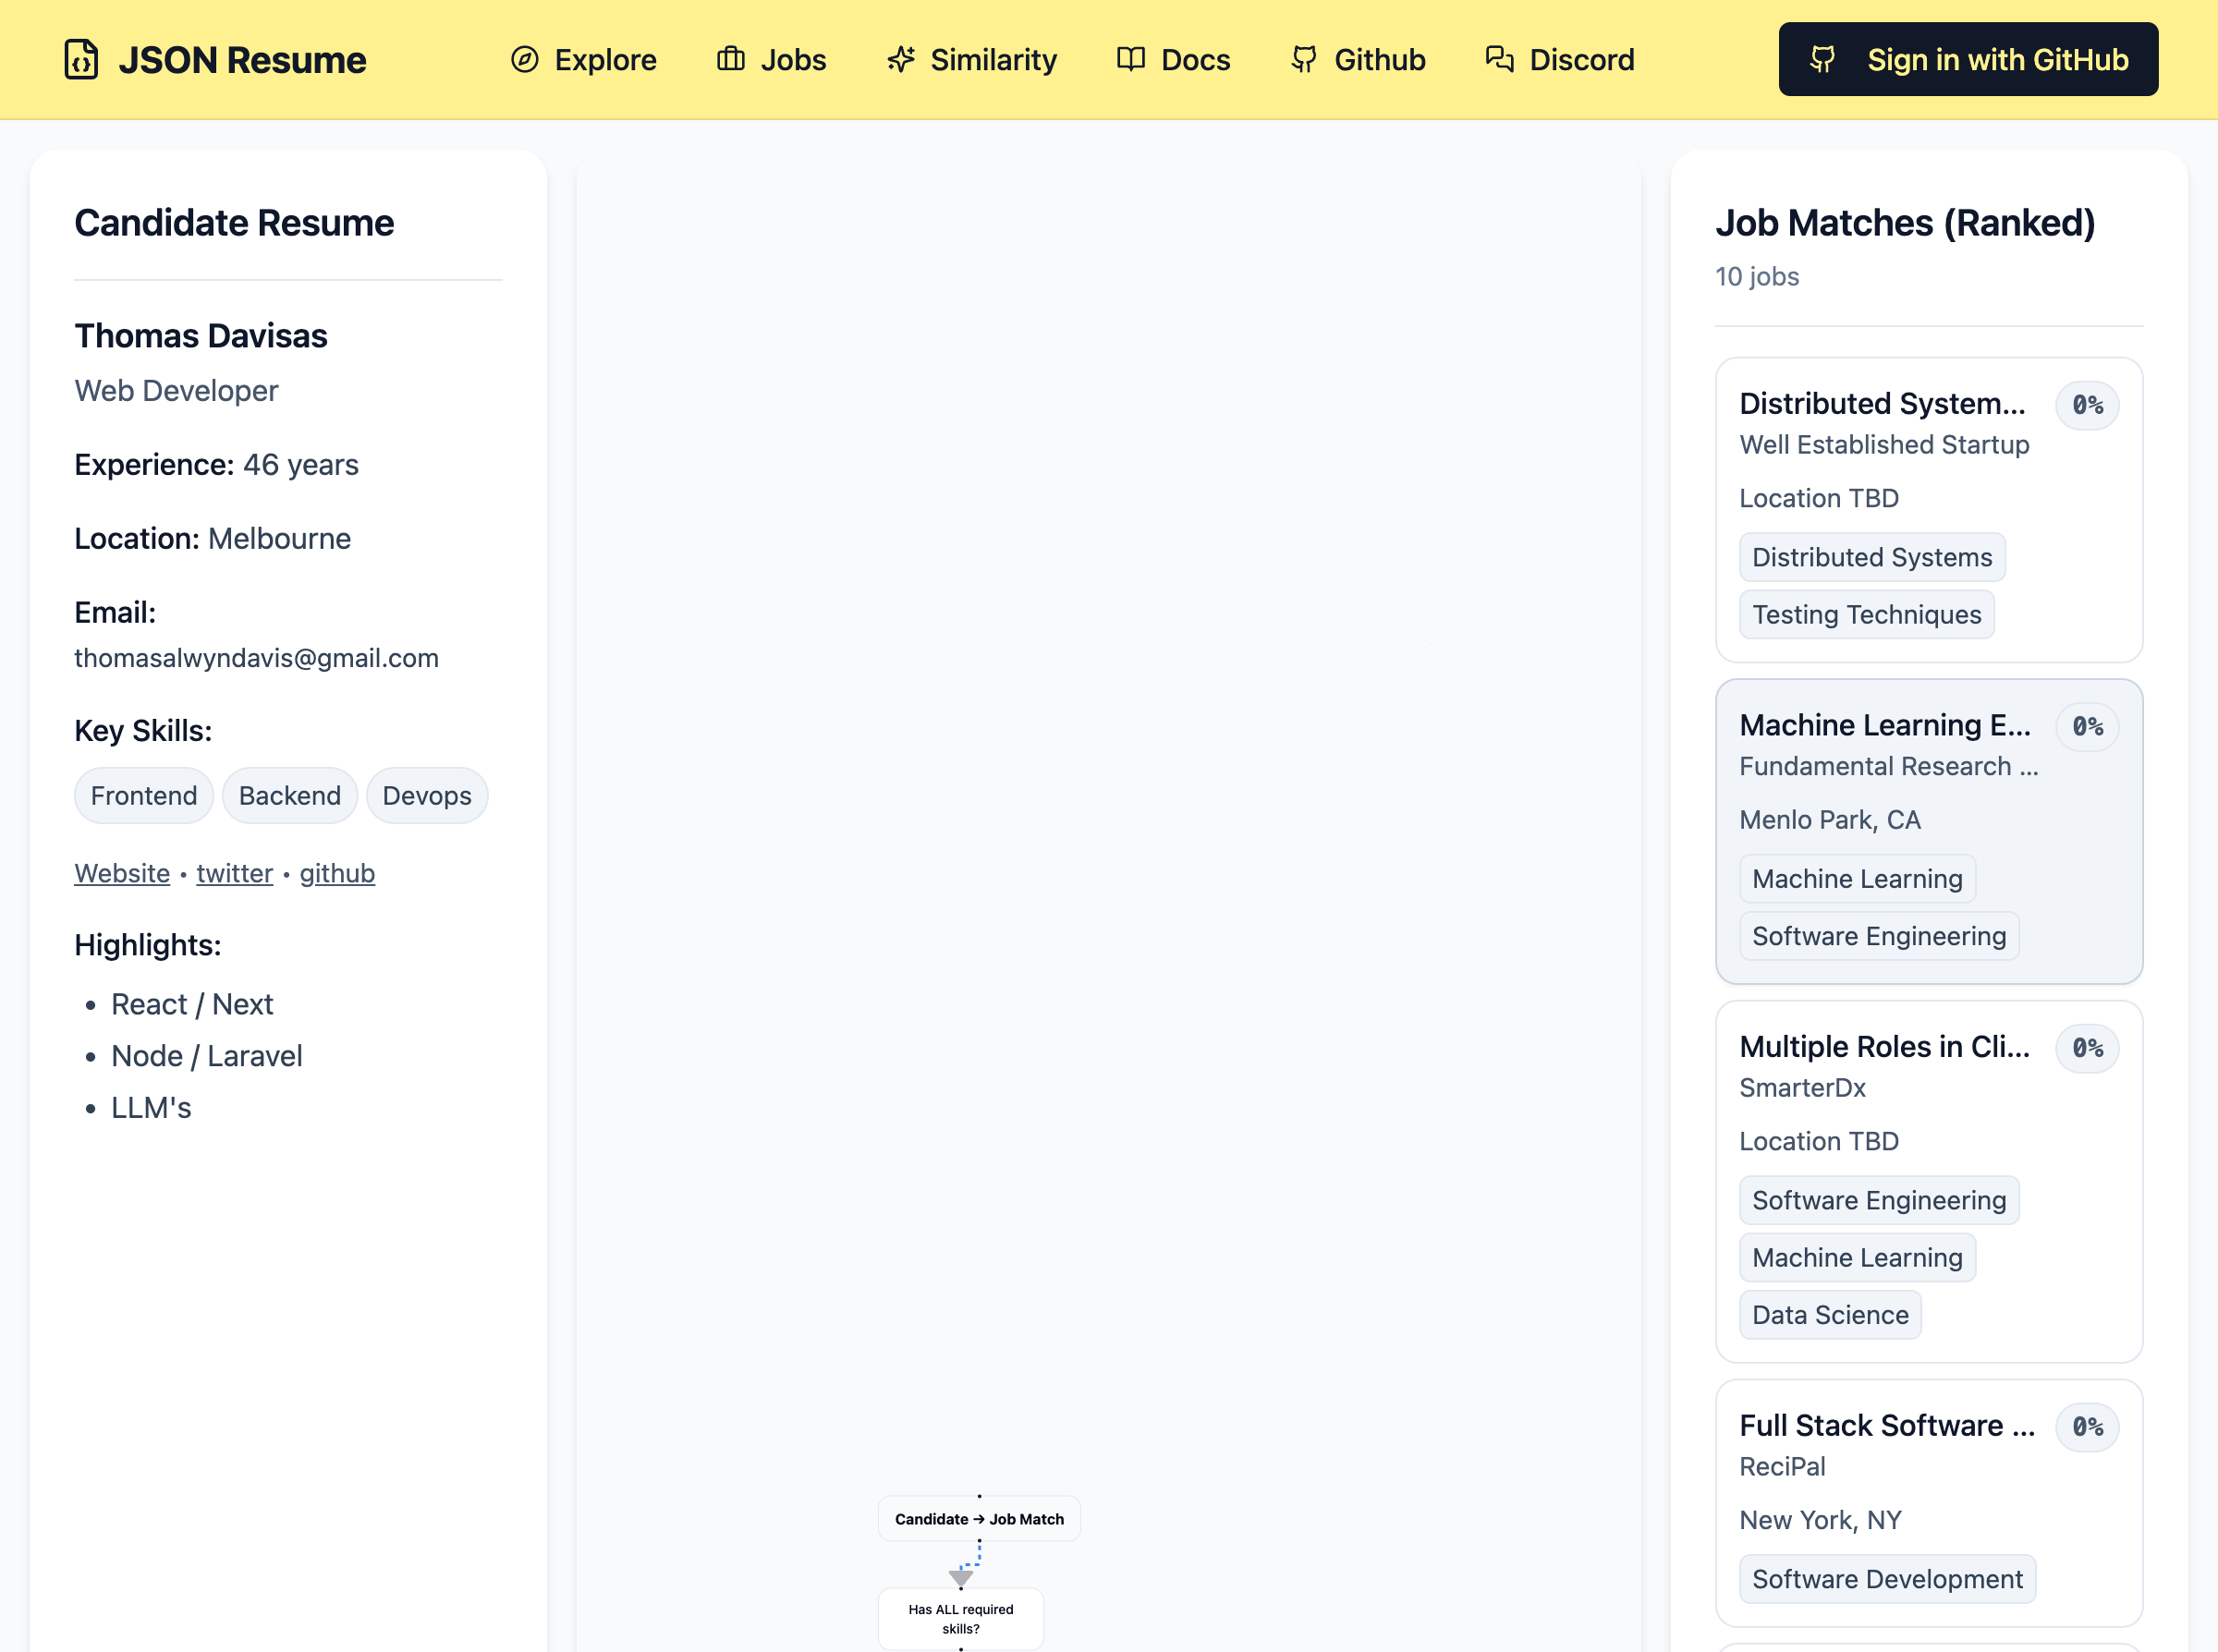 JSON Resume
Explore
Jobs
Similarity
Docs
Github
Discord
Sign in with GitHub
Candidate Resume
Thomas Davisas
Web Developer
Experience: 46 years
Location: Melbourne
Email:
thomasalwyndavis@gmail.com
Key Skills:
Frontend
Backend
Devops
Website • twitter • github
Highlights:
• React / Next
• Node / Laravel
• LLM's
Candidate → Job Match
Has ALL required
skills?
Job Matches (Ranked)
10 jobs
Distributed System...
0%
Well Established Startup
Location TBD
Distributed Systems
Testing Techniques
Machine Learning E...
0%
Fundamental Research ...
Menlo Park, CA
Machine Learning
Software Engineering
Multiple Roles in Cli...
0%
SmarterDx
Location TBD
Software Engineering
Machine Learning
Data Science
Full Stack Software ...
0%
ReciPal
New York, NY
Software Development